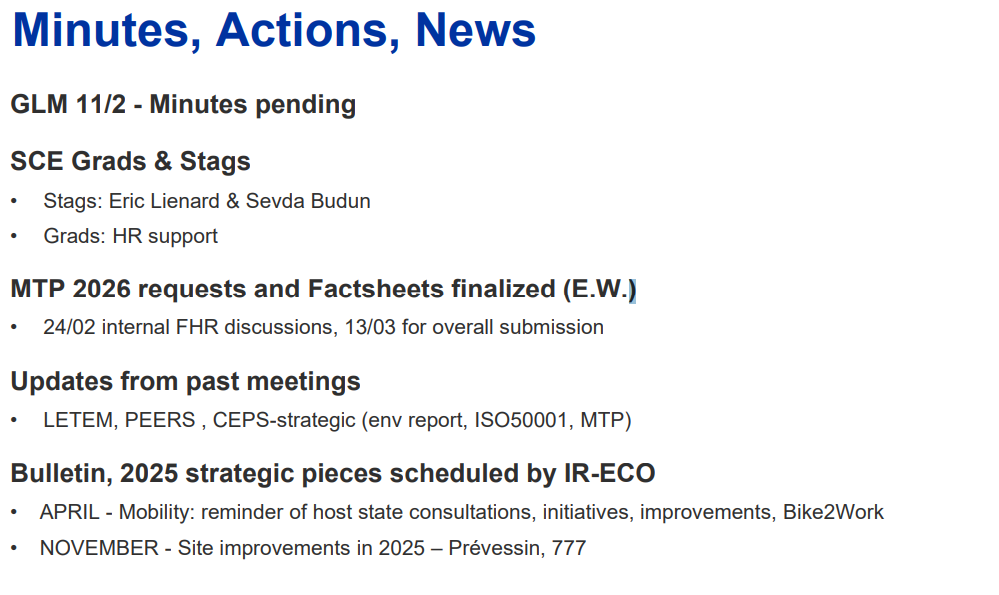 Minutes, Actions, News
GLM 11/2 - Minutes pending
SCE Grads & Stags
• Stags: Eric Lienard & Sevda Budun
• Grads: HR support
MTP 2026 requests and Factsheets finalized (E.W.)
• 24/02 internal FHR discussions, 13/03 for overall submission
Updates from past meetings
• LETEM, PEERS , CEPS-strategic (env report, ISO50001, MTP)
Bulletin, 2025 strategic pieces scheduled by IR-ECO
• APRIL - Mobility: reminder of host state consultations, initiatives, improvements, Bike2Work
• NOVEMBER - Site improvements in 2025 – Prévessin, 777